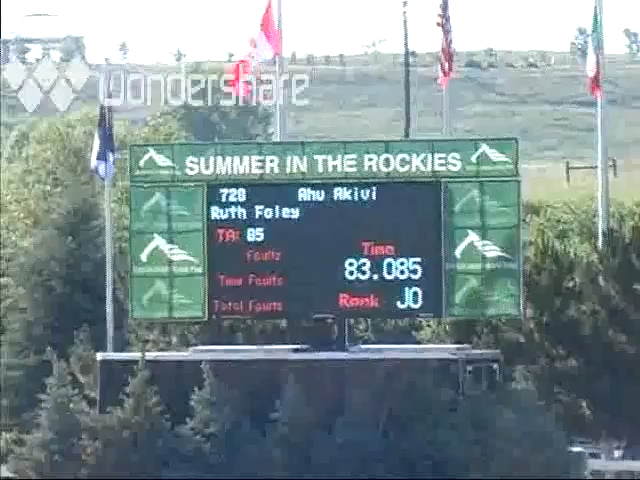 Wondershare
SUMMER IN THE ROCKIES
720 Ahu Akivi
Ruth Foley
TA: 85
Faults
Time
83.085
Time Faults
Total Faults
Rank JO